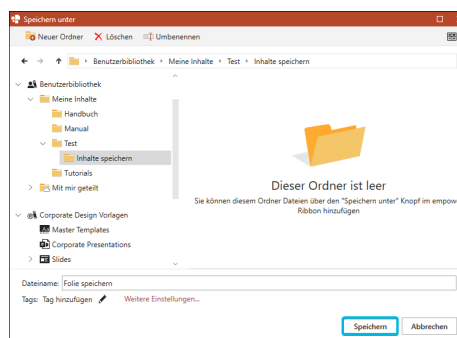 Speichern unter
Neuer Ordner Löschen Umbenennen
Benutzerbibliothek Meine Inhalte Test Inhalte speichern
Benutzerbibliothek
Meine Inhalte
Handbuch
Manual
Test
Inhalte speichern
Tutorials
Mit mir geteilt
Corporate Design Vorlagen
Master Templates
Corporate Presentations
Slides
Dieser Ordner ist leer
Sie können diesem Ordner Dateien über den "Speichern unter" Knopf im empow
Ribbon hinzufügen
Dateiname: Folie speichern
Tags: Tag hinzufügen Weitere Einstellungen...
Speichern Abbrechen